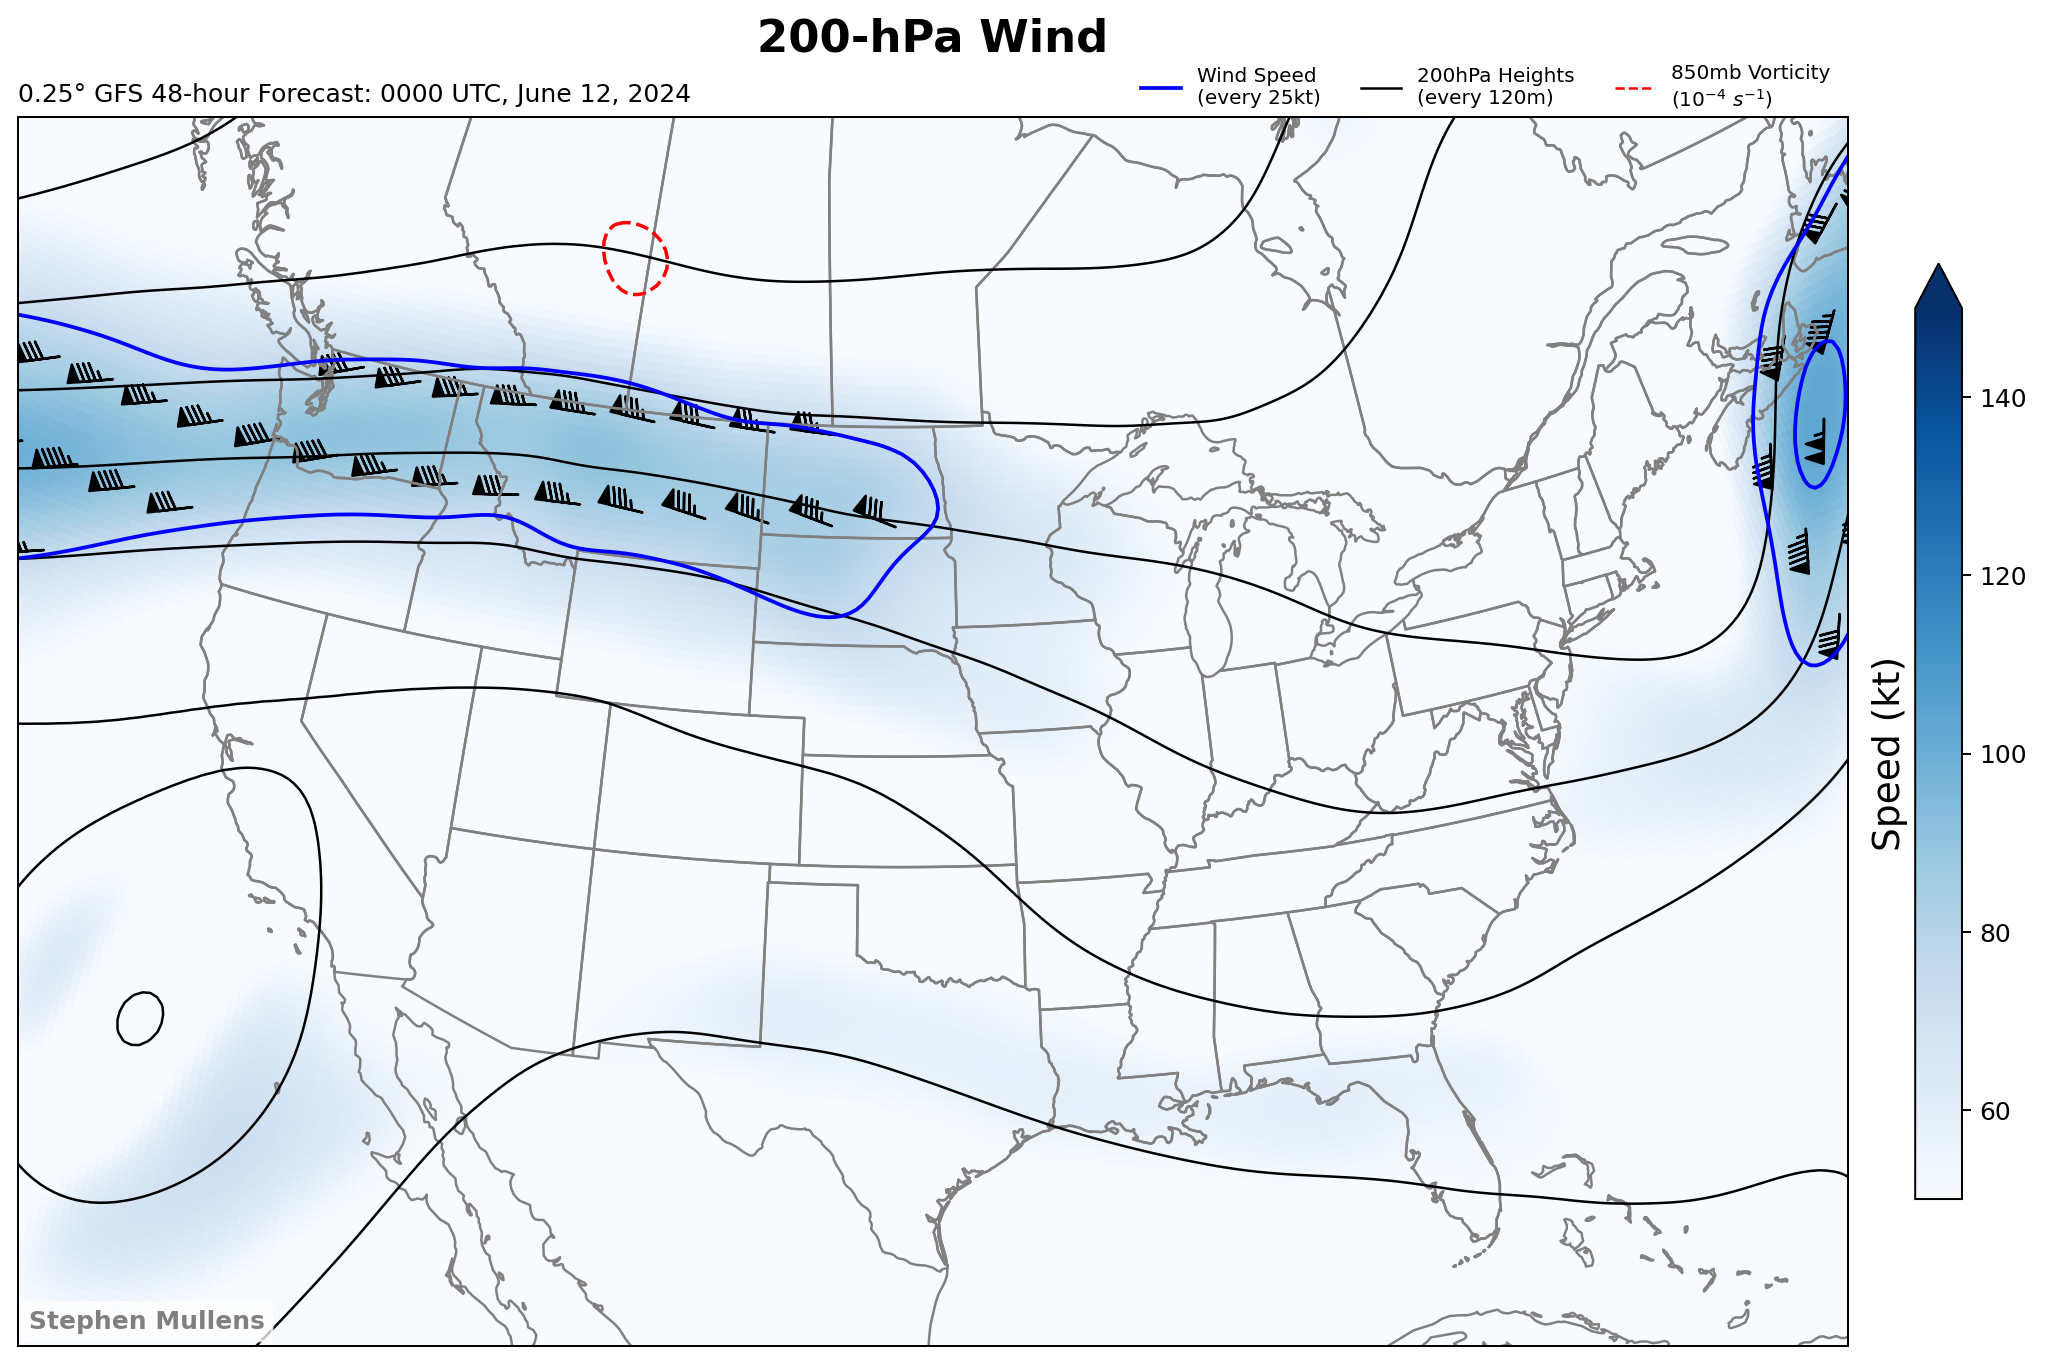 200-hPa Wind
0.25° GFS 48-hour Forecast: 0000 UTC, June 12, 2024
Wind Speed
(every 25kt)
200hPa Heights
(every 120m)
850mb Vorticity
(10⁻⁴ s⁻¹)
140
120
100
80
60
Speed (kt)
Stephen Mullens